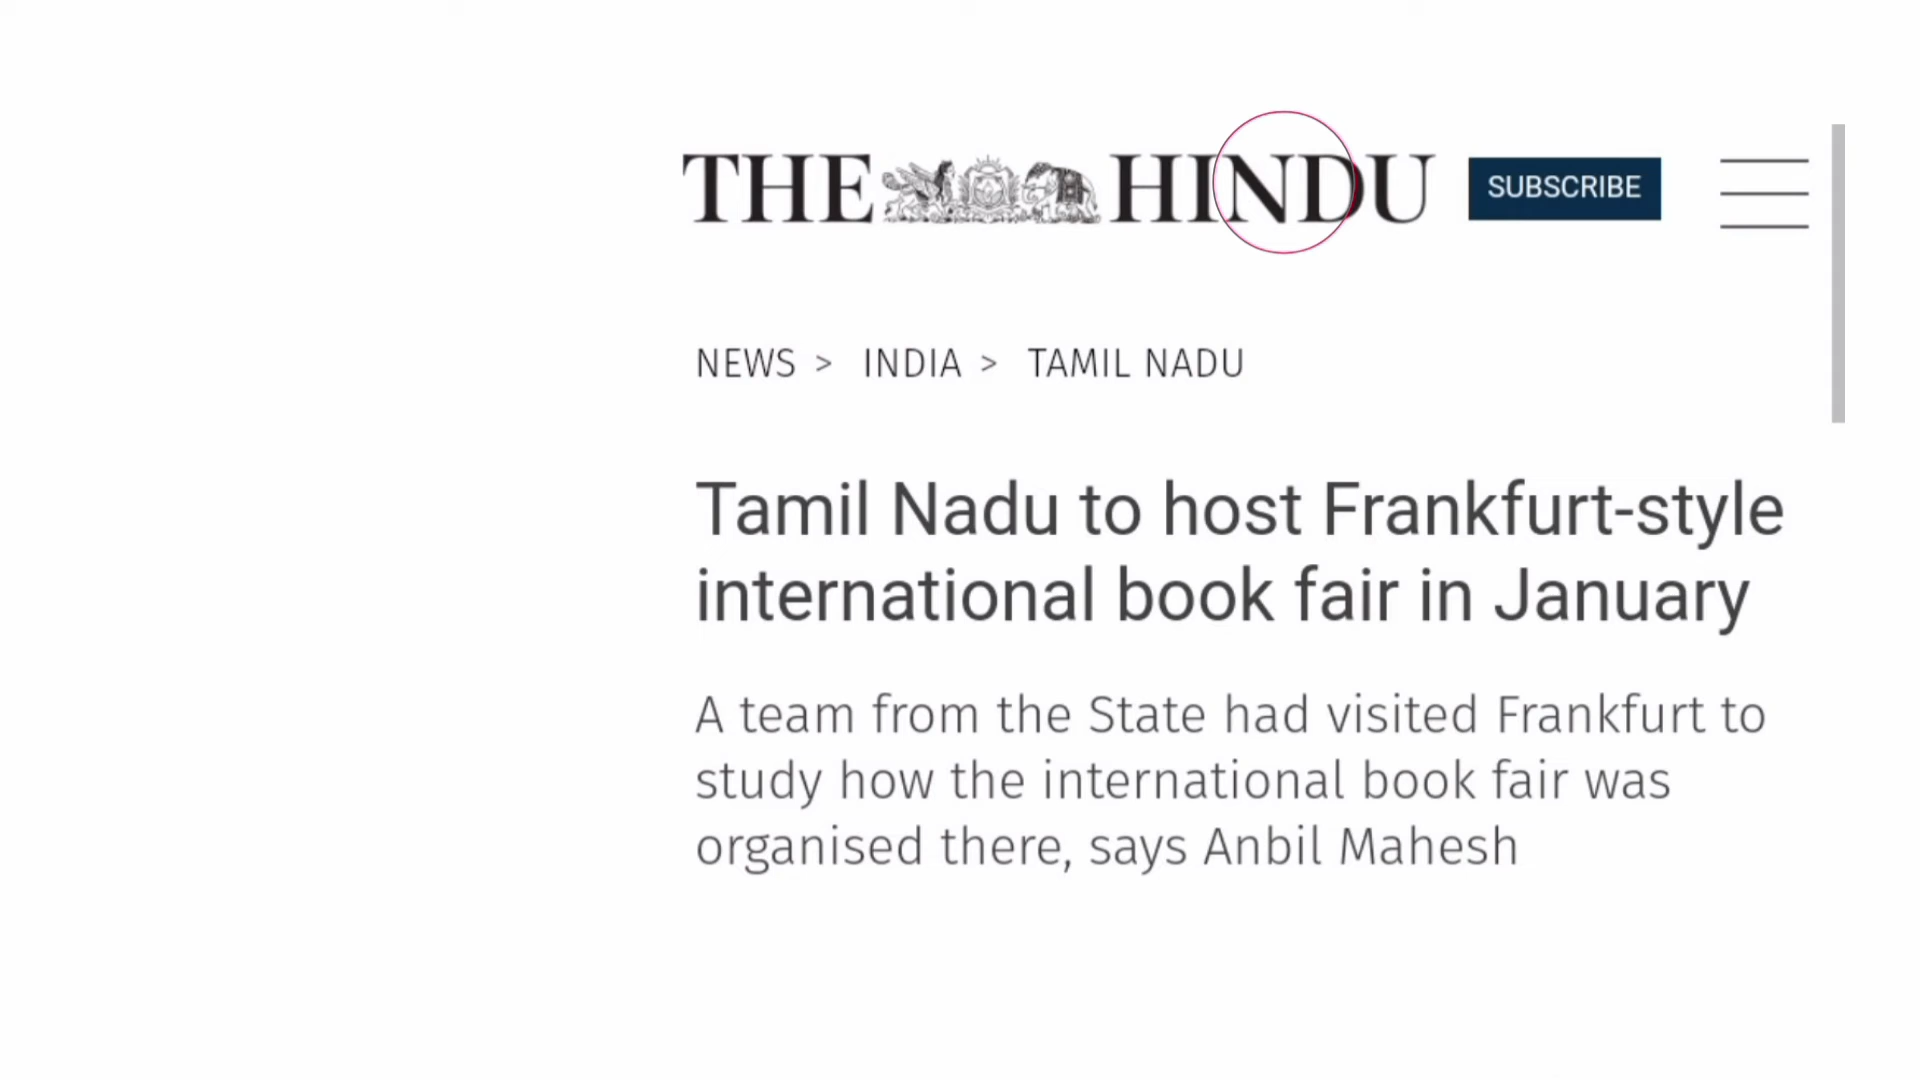 THE HINDU
SUBSCRIBE
NEWS > INDIA > TAMIL NADU
Tamil Nadu to host Frankfurt-style
international book fair in January
A team from the State had visited Frankfurt to
study how the international book fair was
organised there, says Anbil Mahesh